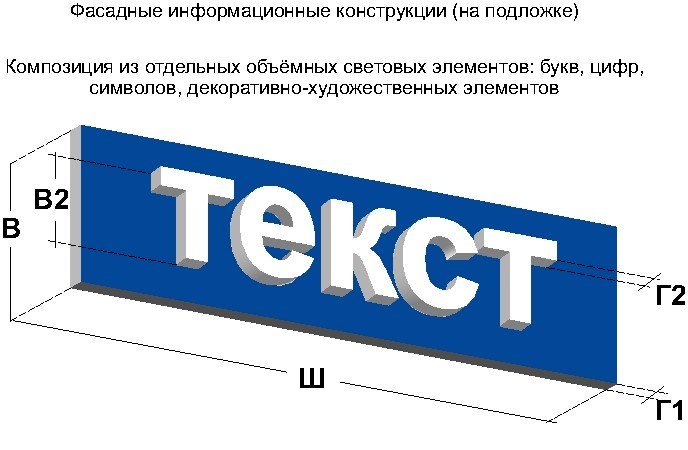 Фасадные информационные конструкции (на подложке)
Композиция из отдельных объёмных световых элементов: букв, цифр,
символов, декоративно-художественных элементов
В2
В
текст
Г2
Ш
Г1